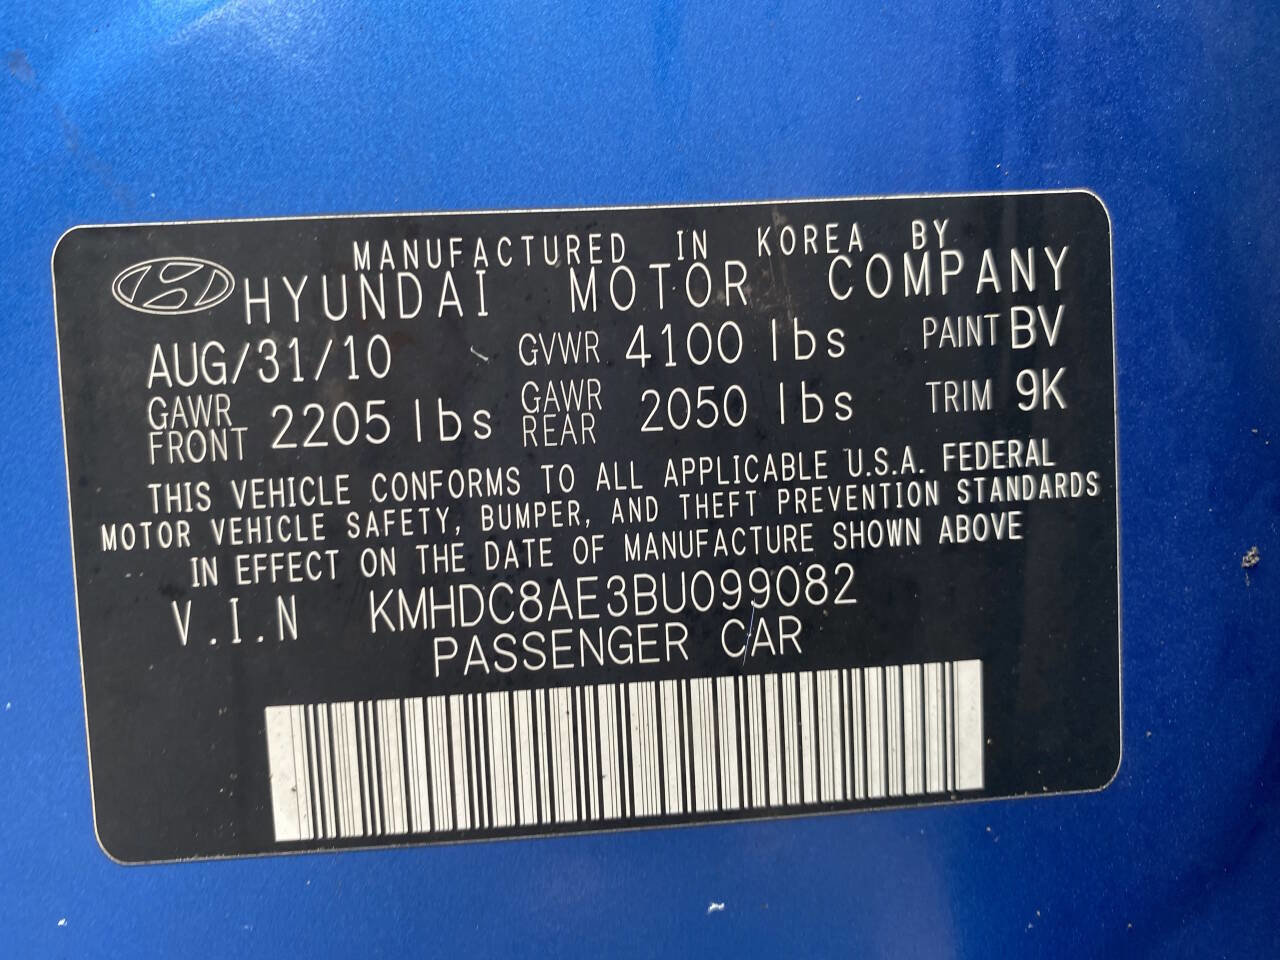 MANUFACTURED IN KOREA BY
HYUNDAI MOTOR COMPANY
AUG/31/10 GVWR 4100 lbs PAINT BV
GAWR FRONT 2205 lbs GAWR REAR 2050 lbs TRIM 9K
THIS VEHICLE CONFORMS TO ALL APPLICABLE U.S.A. FEDERAL
MOTOR VEHICLE SAFETY, BUMPER, AND THEFT PREVENTION STANDARDS
IN EFFECT ON THE DATE OF MANUFACTURE SHOWN ABOVE
V.I.N KMHDC8AE3BU099082
PASSENGER CAR